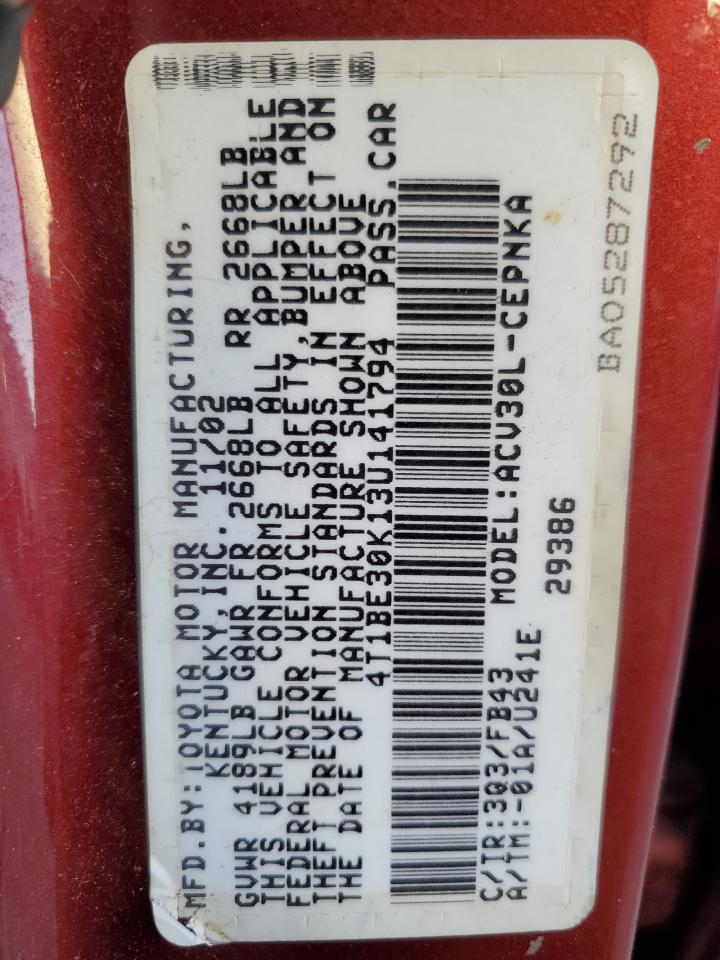 MFD.BY:TOYOTA MOTOR MANUFACTURING,
KENTUCKY,INC. 11/02
GVWR 4189LB GAWR FR 2668LB RR 2668LB
THIS VEHICLE CONFORMS TO ALL APPLICABLE
FEDERAL MOTOR VEHICLE SAFETY,BUMPER AND
THEFT PREVENTION STANDARDS IN EFFECT ON
THE DATE OF MANUFACTURE SHOWN ABOVE
4T1BE30K13U141794 PASS.CAR
C/TR:3Q3/FB43 MODEL:ACV30L-CEPNKA
A/TM:-01A/U241E 29386
BA05287292